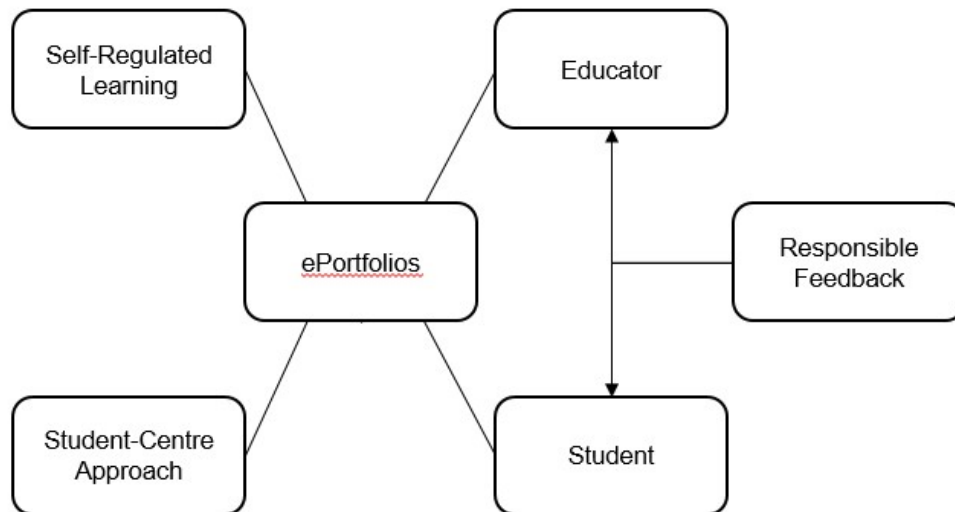 Self-Regulated
Learning
Educator
ePortfolios
Responsible
Feedback
Student-Centre
Approach
Student